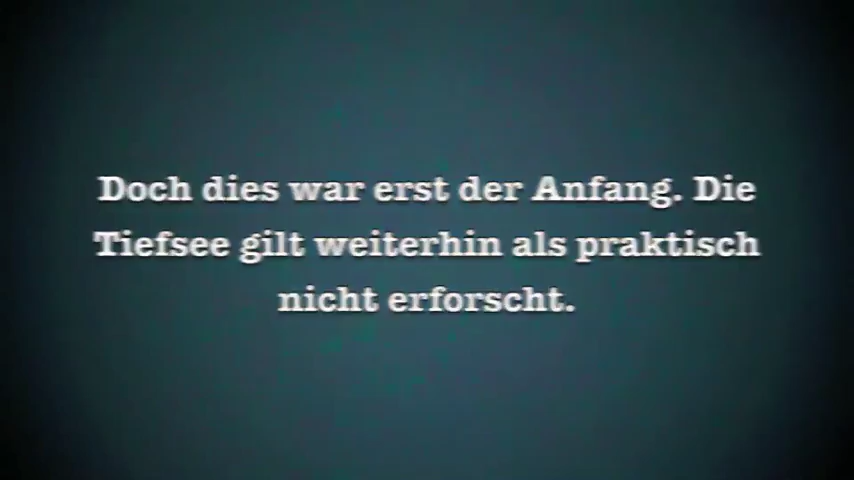 Doch dies war erst der Anfang. Die
Tiefsee gilt weiterhin als praktisch
nicht erforscht.